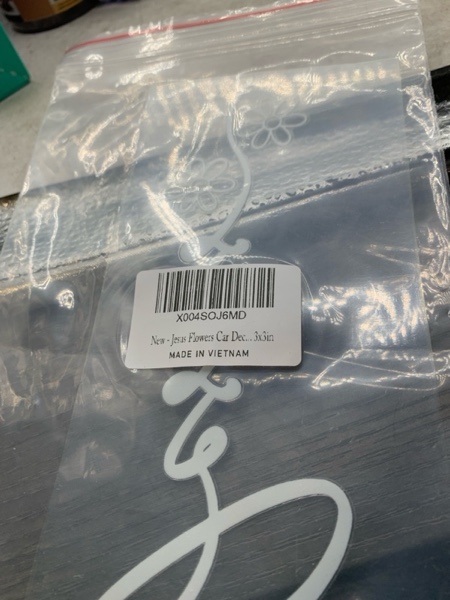 X004SOJ6MD
New - Jesus Flowers Car Dec... 3x3in
MADE IN VIETNAM